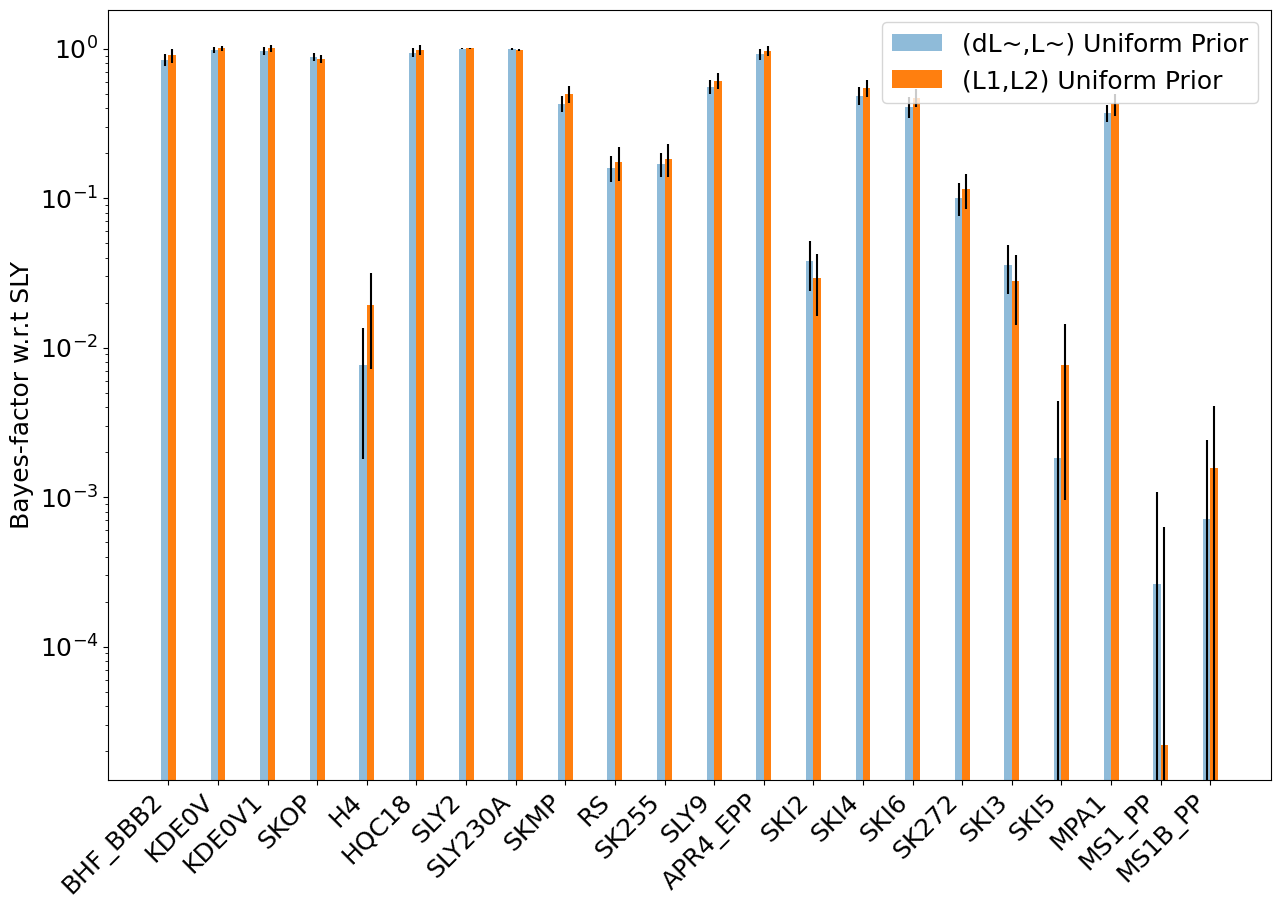 (dL~,L~) Uniform Prior
(L1,L2) Uniform Prior
Bayes-factor w.r.t SLY
10^0
10^-1
10^-2
10^-3
10^-4
BHF_BBB2
KDE0V
KDE0V1
SKOP
H4
HQC18
SLY2
SLY230A
SKMP
RS
SK255
SLY9
APR4_EPP
SKI2
SKI4
SKI6
SK272
SKI3
SKI5
MPA1
MS1_PP
MS1B_PP